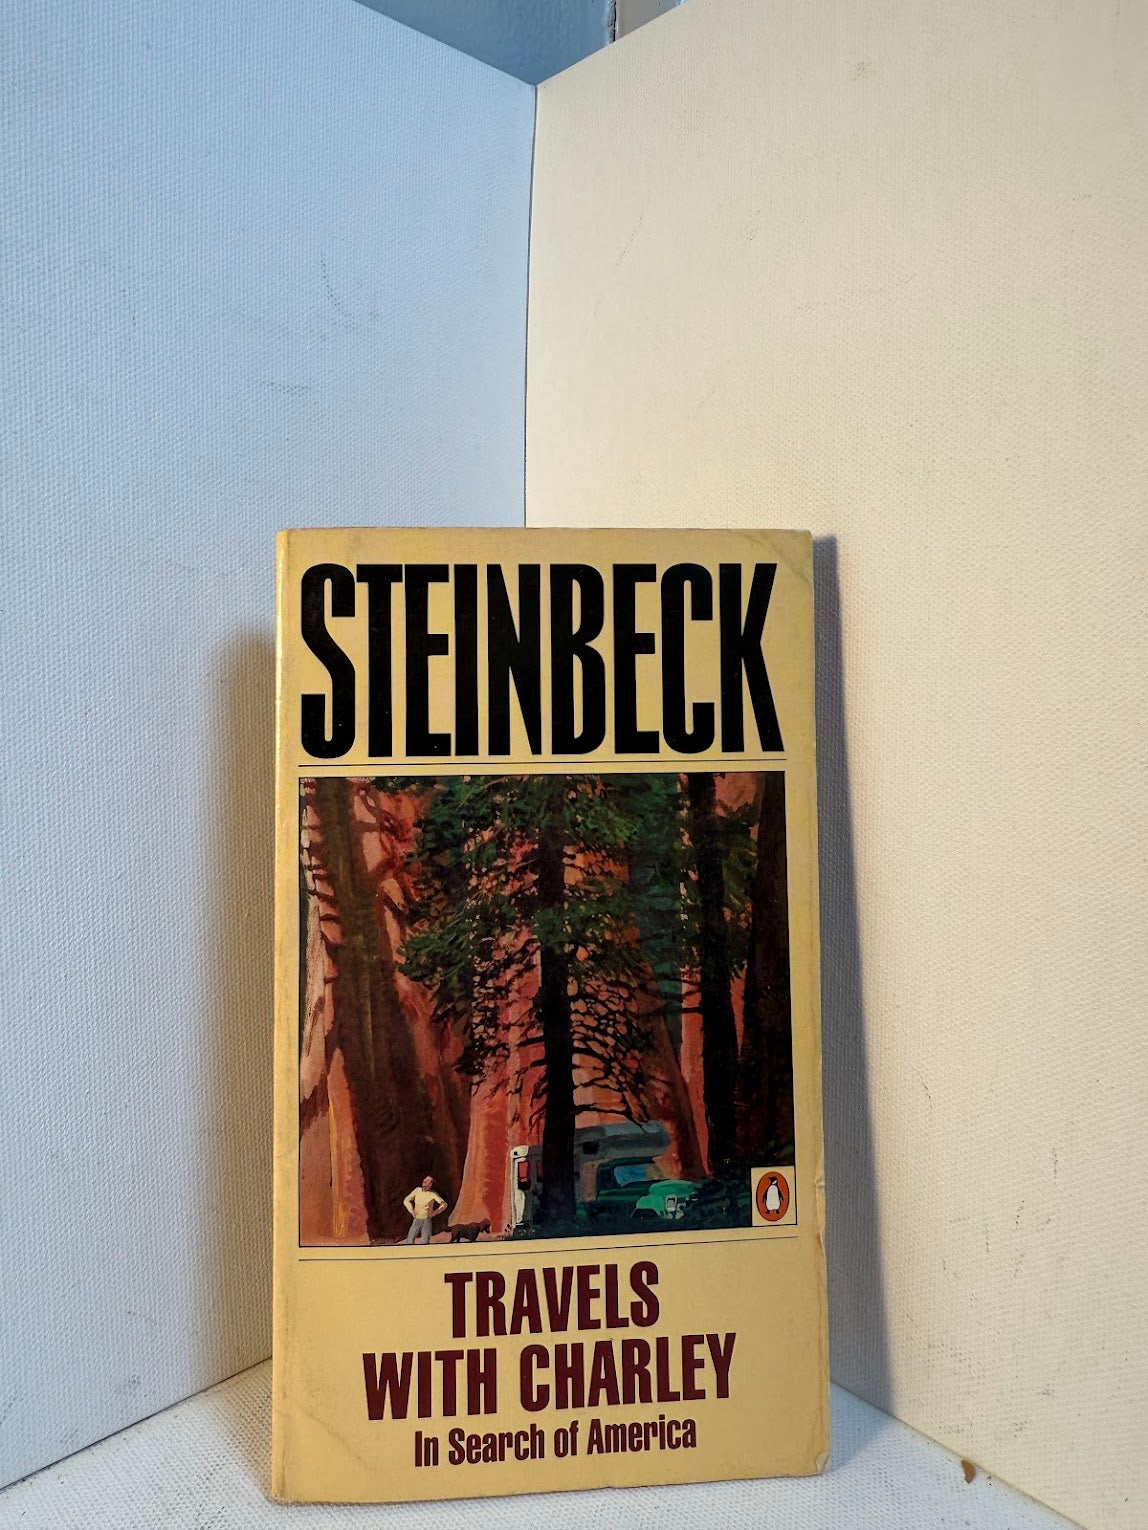 STEINBECK
TRAVELS
WITH CHARLEY
In Search of America